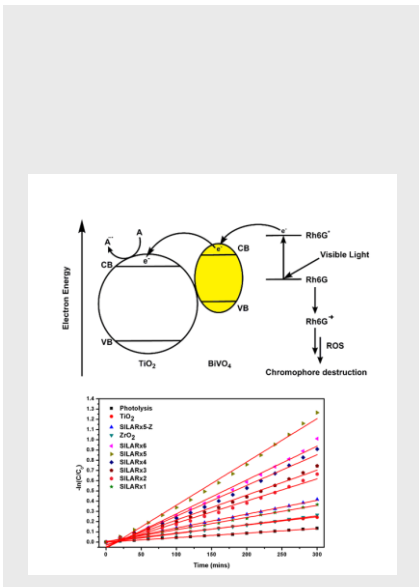 A⁻ A e⁻ e⁻ e⁻ Rh6G*
CB CB
Visible Light
Rh6G
Electron Energy
VB
Rh6G⁺
VB
ROS
TiO₂ BiVO₄
Chromophore destruction
1.4
1.3
1.2
1.1
1.0
0.9
0.8
0.7
0.6
0.5
0.4
0.3
0.2
0.1
0.0
-ln(C/C₀)
Photolysis
TiO₂
SILARx5-Z
ZrO₂
SILARx6
SILARx5
SILARx4
SILARx3
SILARx2
SILARx1
0 50 100 150 200 250 300
Time (mins)